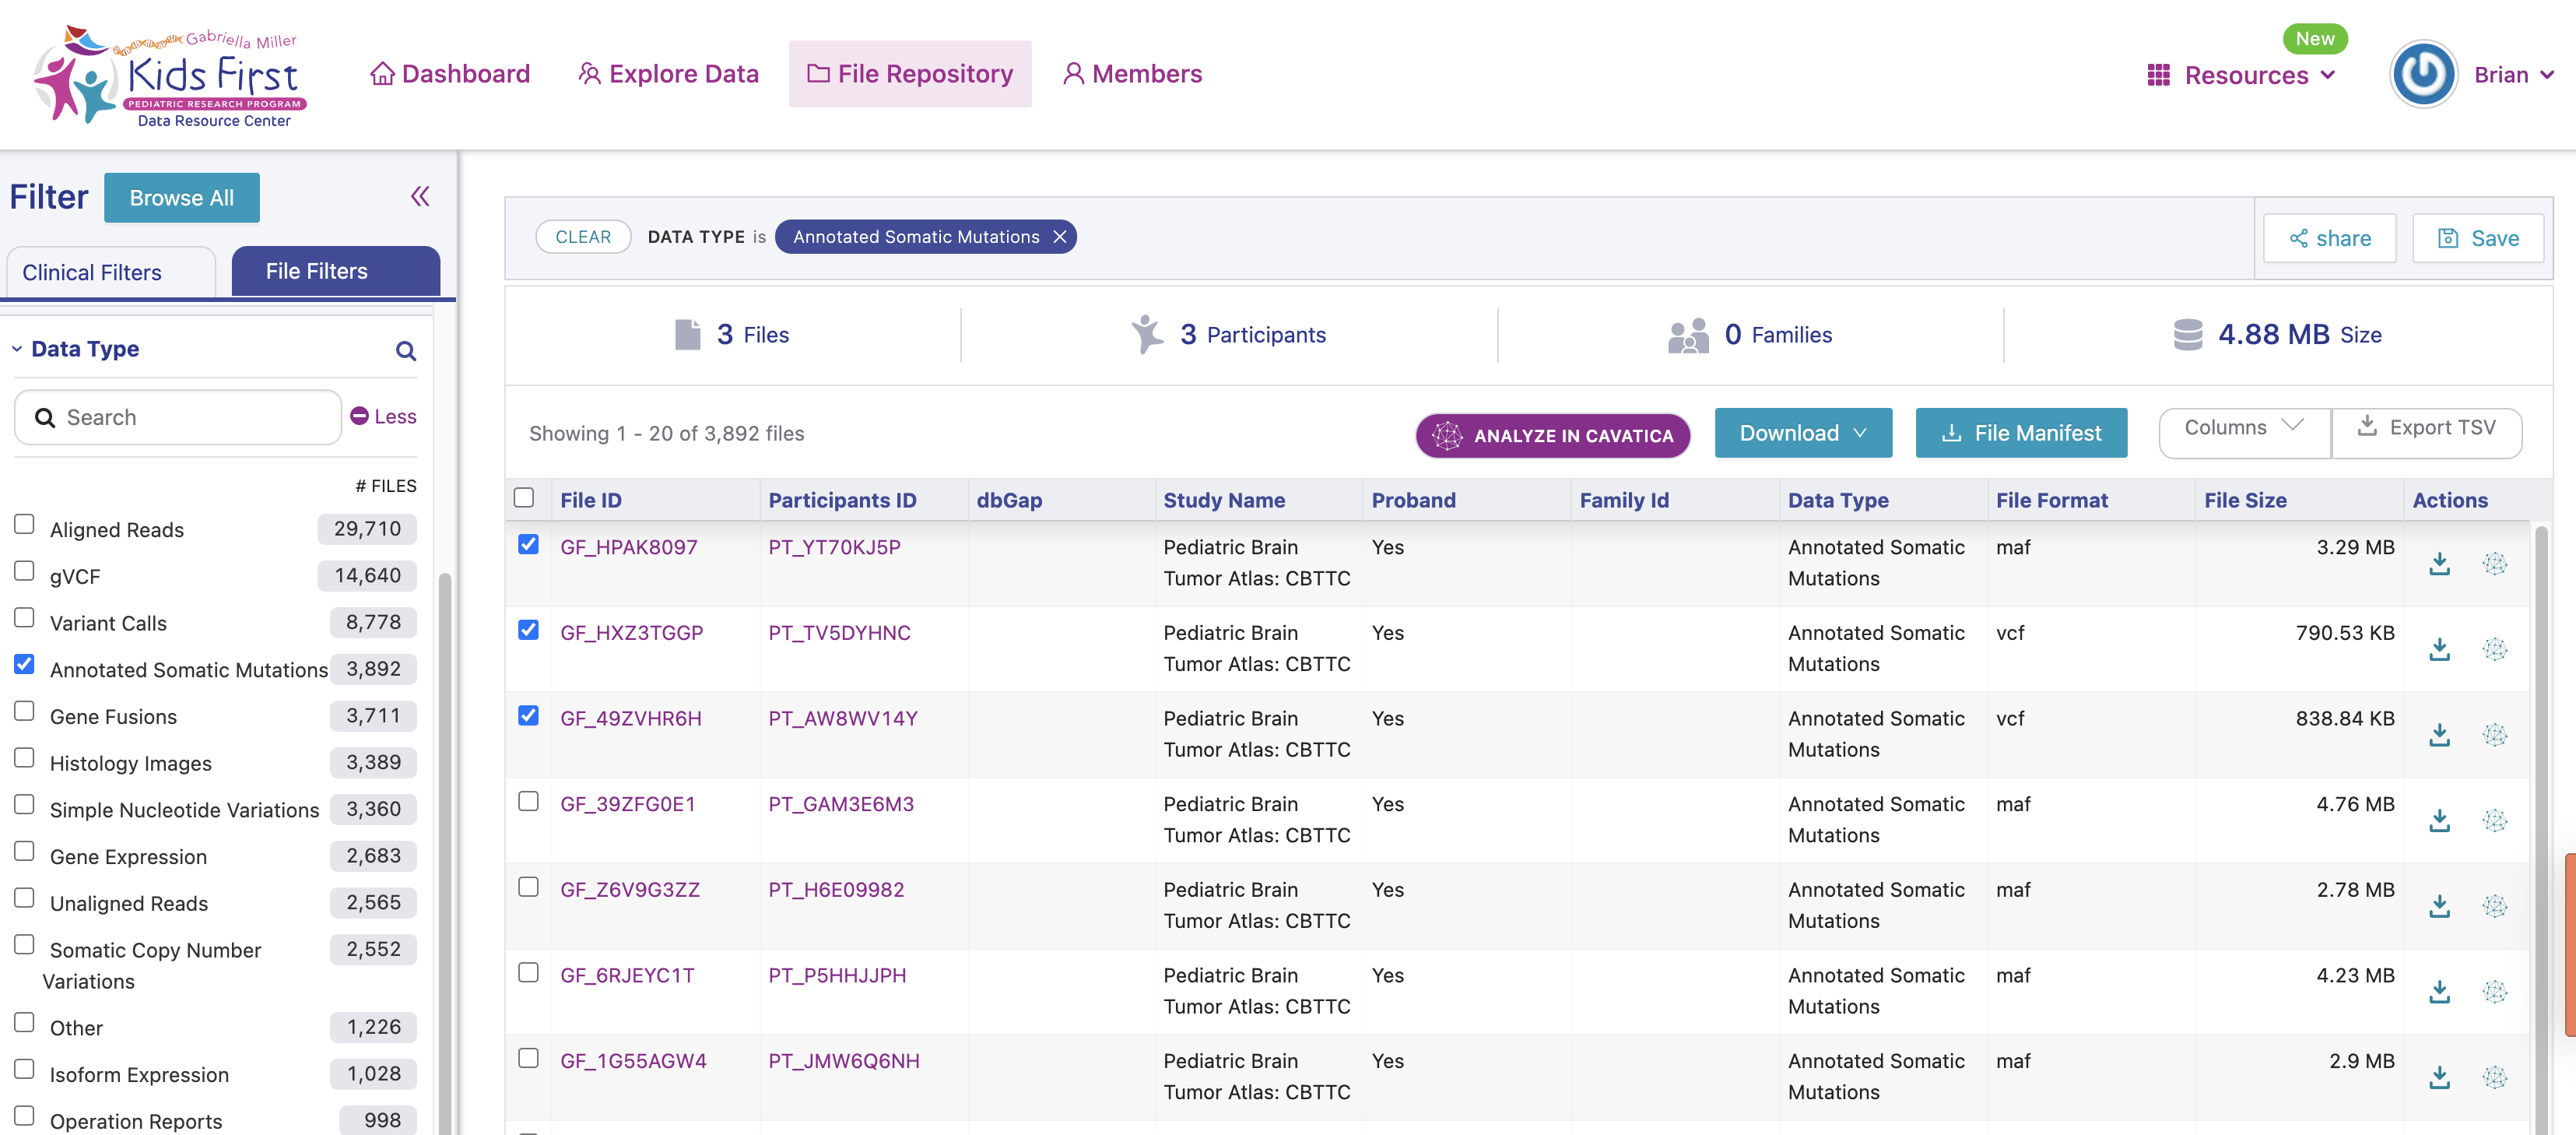 Gabriella Miller
Kids First
PEDIATRIC RESEARCH PROGRAM
Data Resource Center
Dashboard
Explore Data
File Repository
Members
New
Resources
Brian
Filter
Browse All
Clinical Filters
File Filters
Data Type
Search
Less
# FILES
Aligned Reads 29,710
gVCF 14,640
Variant Calls 8,778
Annotated Somatic Mutations 3,892
Gene Fusions 3,711
Histology Images 3,389
Simple Nucleotide Variations 3,360
Gene Expression 2,683
Unaligned Reads 2,565
Somatic Copy Number 2,552
Variations
Other 1,226
Isoform Expression 1,028
Operation Reports 998
CLEAR DATA TYPE is Annotated Somatic Mutations
share Save
3 Files 3 Participants 0 Families 4.88 MB Size
Showing 1 - 20 of 3,892 files
ANALYZE IN CAVATICA
Download
File Manifest
Columns
Export TSV
File ID Participants ID dbGap Study Name Proband Family Id Data Type File Format File Size Actions
GF_HPAK8097 PT_YT70KJ5P Pediatric Brain Yes Annotated Somatic maf 3.29 MB
Tumor Atlas: CBTTC Mutations
GF_HXZ3TGGP PT_TV5DYHNC Pediatric Brain Yes Annotated Somatic vcf 790.53 KB
Tumor Atlas: CBTTC Mutations
GF_49ZVHR6H PT_AW8WV14Y Pediatric Brain Yes Annotated Somatic vcf 838.84 KB
Tumor Atlas: CBTTC Mutations
GF_39ZFG0E1 PT_GAM3E6M3 Pediatric Brain Yes Annotated Somatic maf 4.76 MB
Tumor Atlas: CBTTC Mutations
GF_Z6V9G3ZZ PT_H6E09982 Pediatric Brain Yes Annotated Somatic maf 2.78 MB
Tumor Atlas: CBTTC Mutations
GF_6RJEYC1T PT_P5HHJJPH Pediatric Brain Yes Annotated Somatic maf 4.23 MB
Tumor Atlas: CBTTC Mutations
GF_1G55AGW4 PT_JMW6Q6NH Pediatric Brain Yes Annotated Somatic maf 2.9 MB
Tumor Atlas: CBTTC Mutations